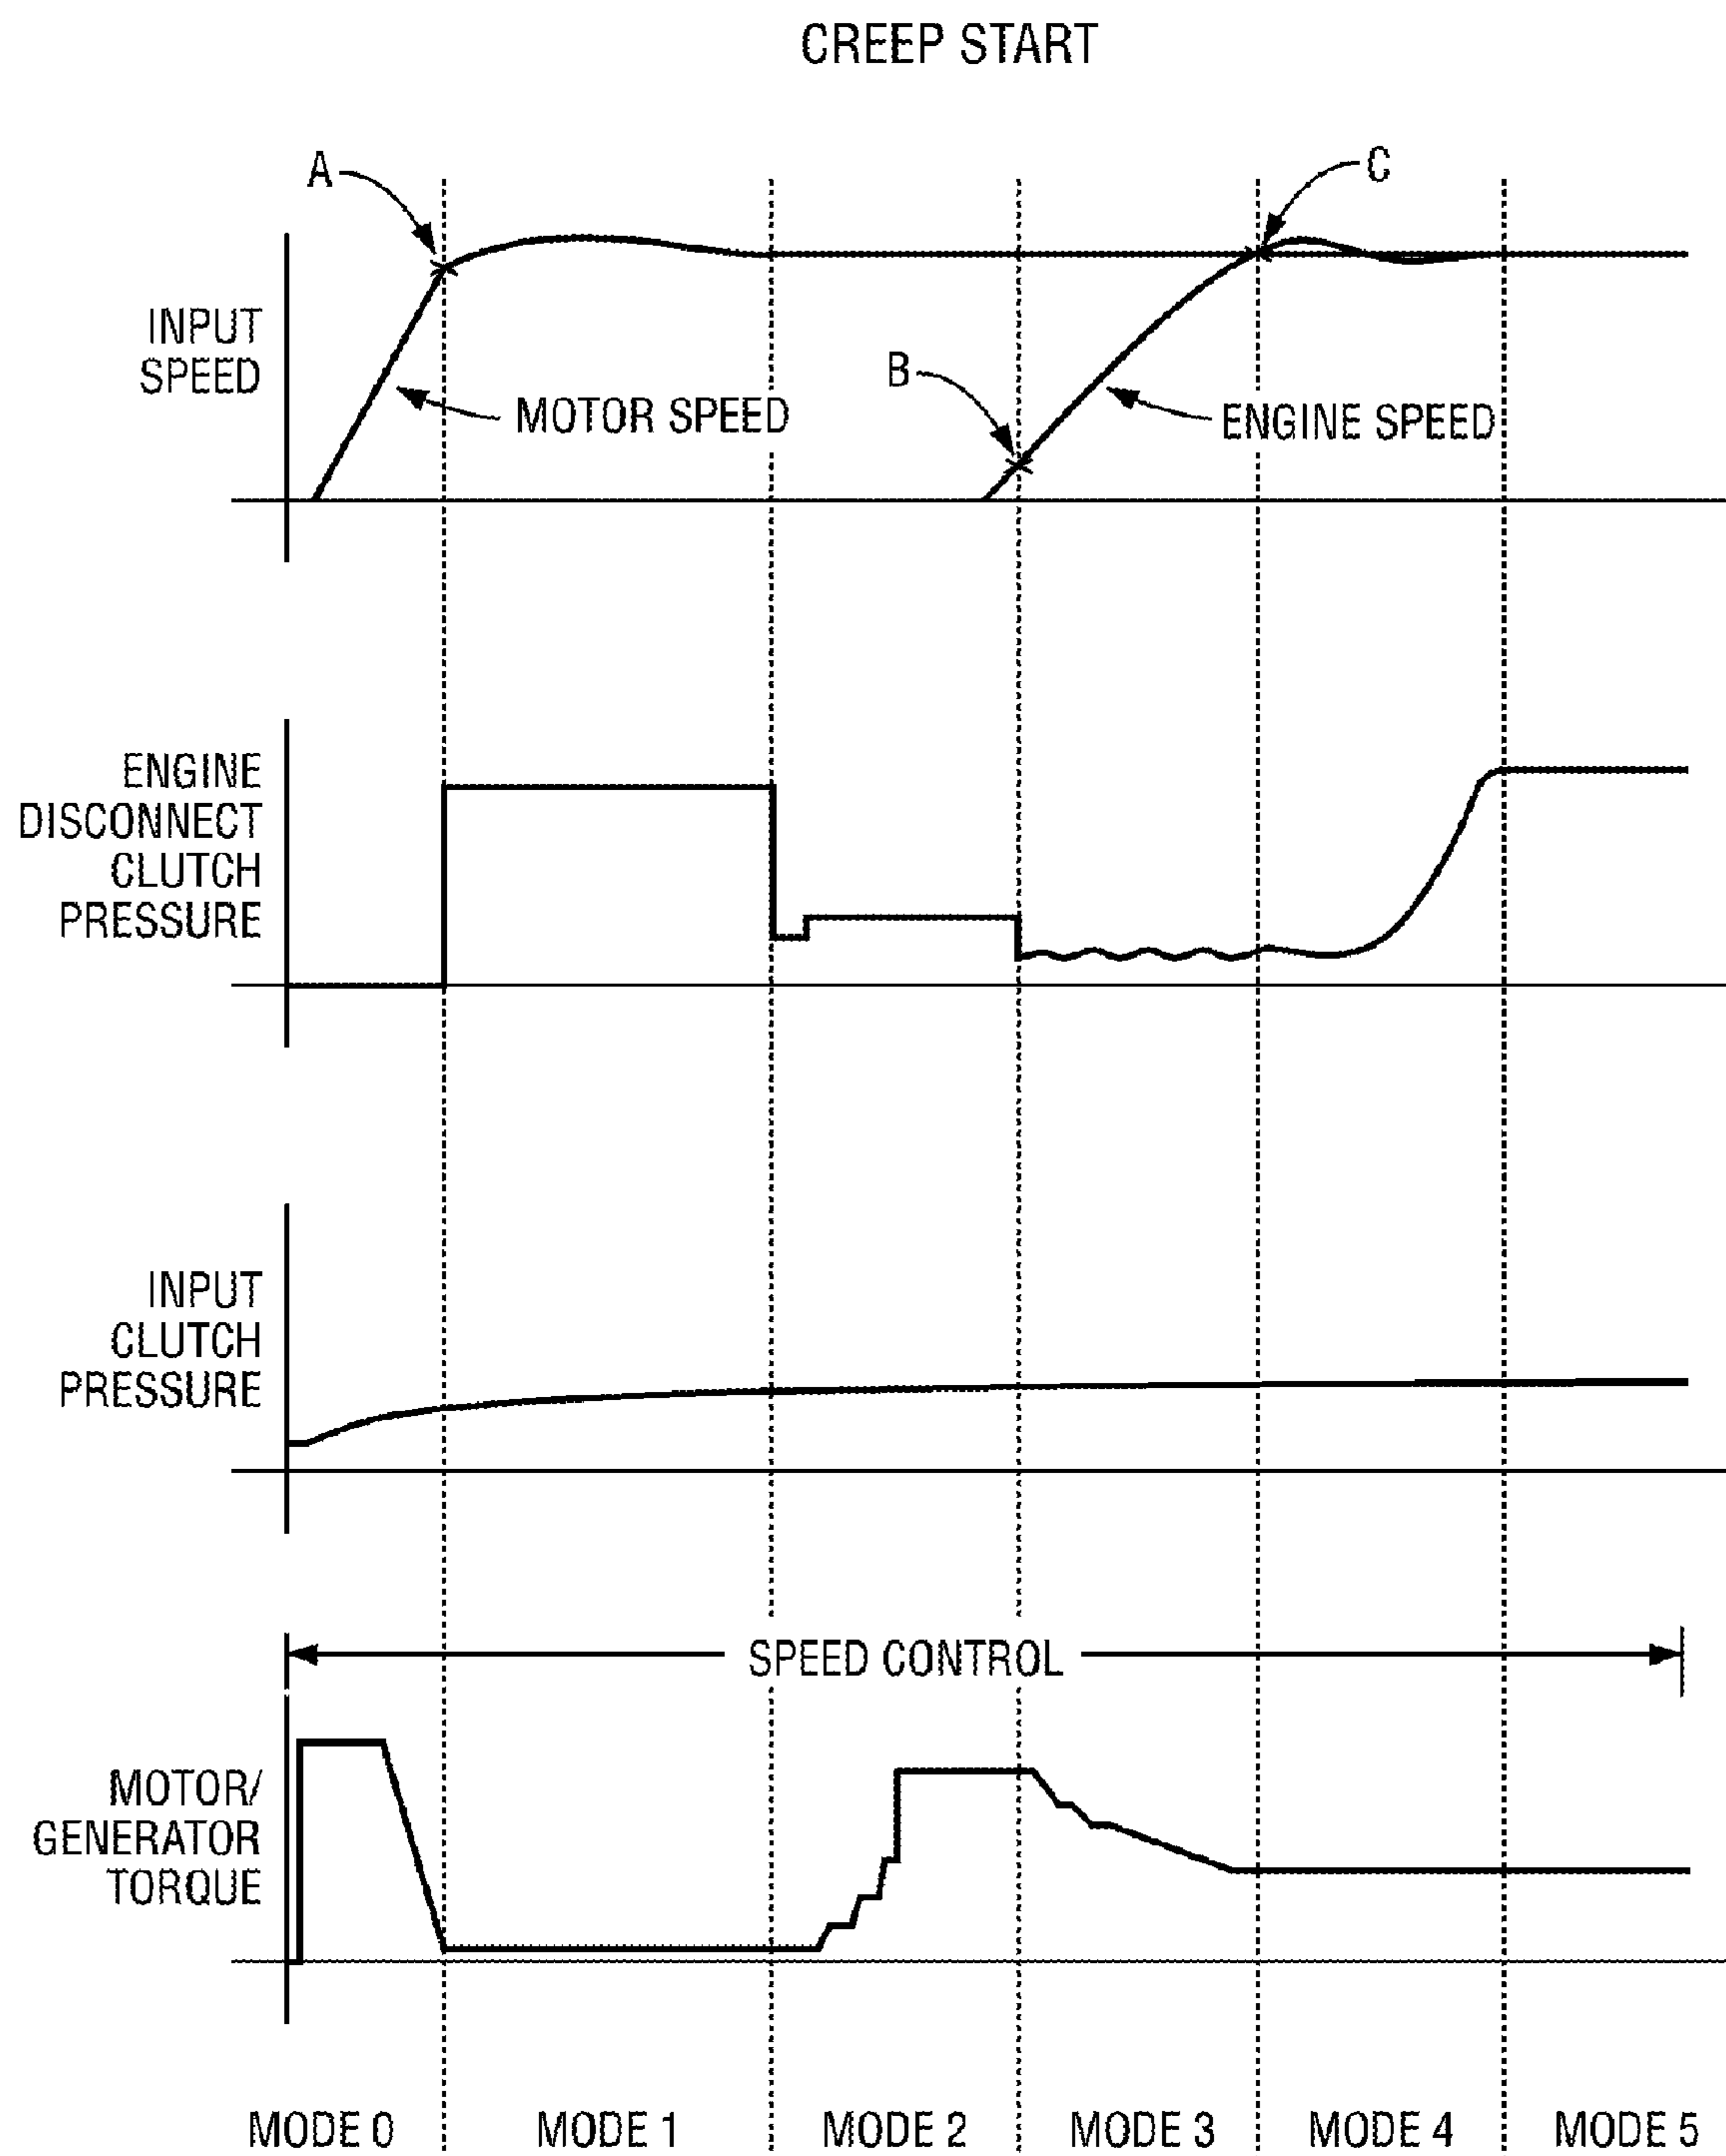 CREEP START
A
C
INPUT
SPEED
B
MOTOR SPEED
ENGINE SPEED
ENGINE
DISCONNECT
CLUTCH
PRESSURE
INPUT
CLUTCH
PRESSURE
SPEED CONTROL
MOTOR/
GENERATOR
TORQUE
MODE 0 MODE 1 MODE 2 MODE 3 MODE 4 MODE 5